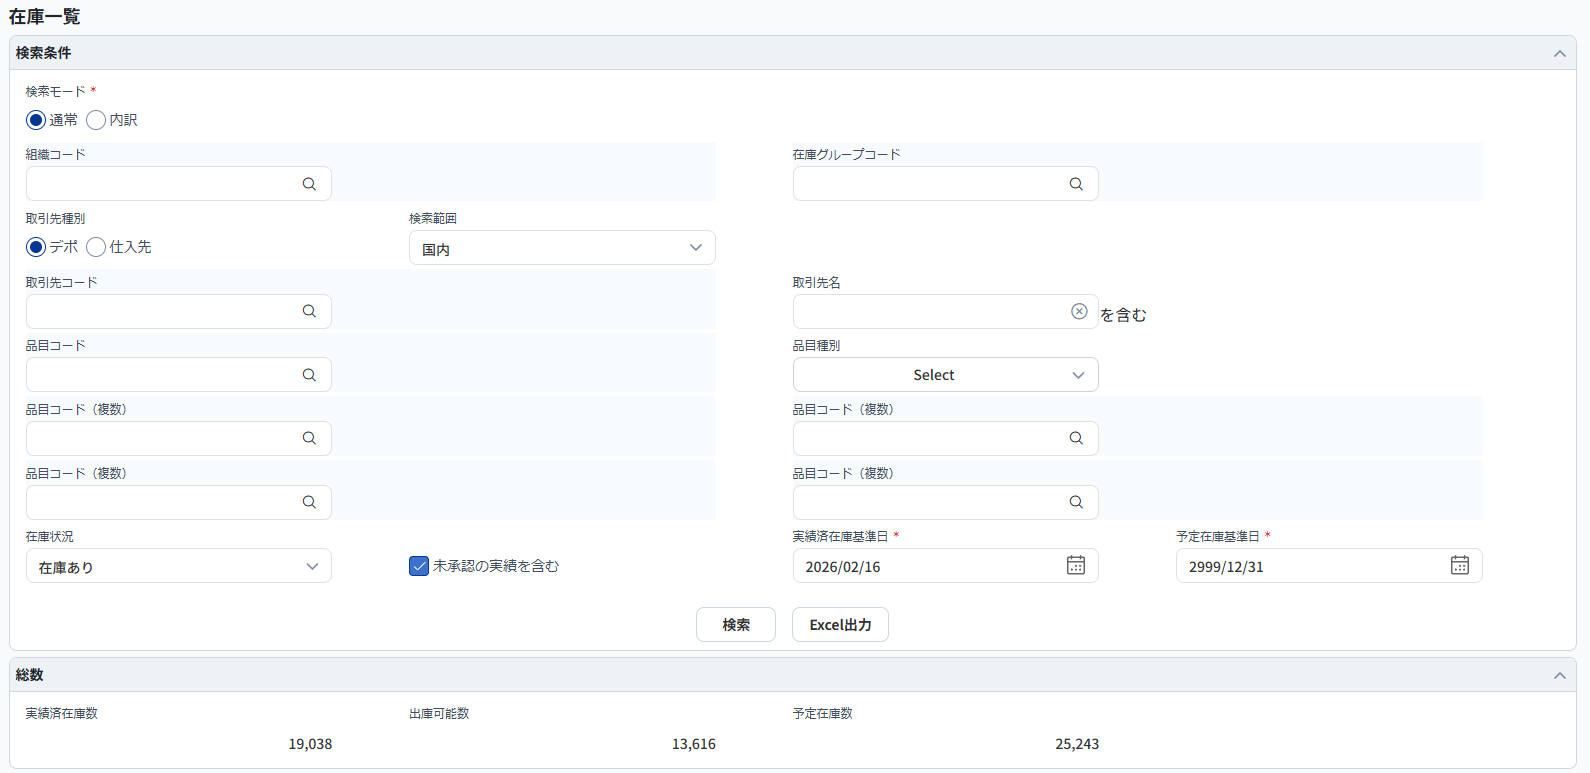 在庫一覧
検索条件
検索モード *
通常 内訳
組織コード 在庫グループコード
取引先種別 検索範囲
デポ 仕入先 国内
取引先コード 取引先名
を含む
品目コード 品目種別
Select
品目コード（複数） 品目コード（複数）
品目コード（複数） 品目コード（複数）
在庫状況 実績済在庫基準日 * 予定在庫基準日 *
在庫あり 未承認の実績を含む 2026/02/16 2999/12/31
検索 Excel出力
総数
実績済在庫数 出庫可能数 予定在庫数
19,038 13,616 25,243